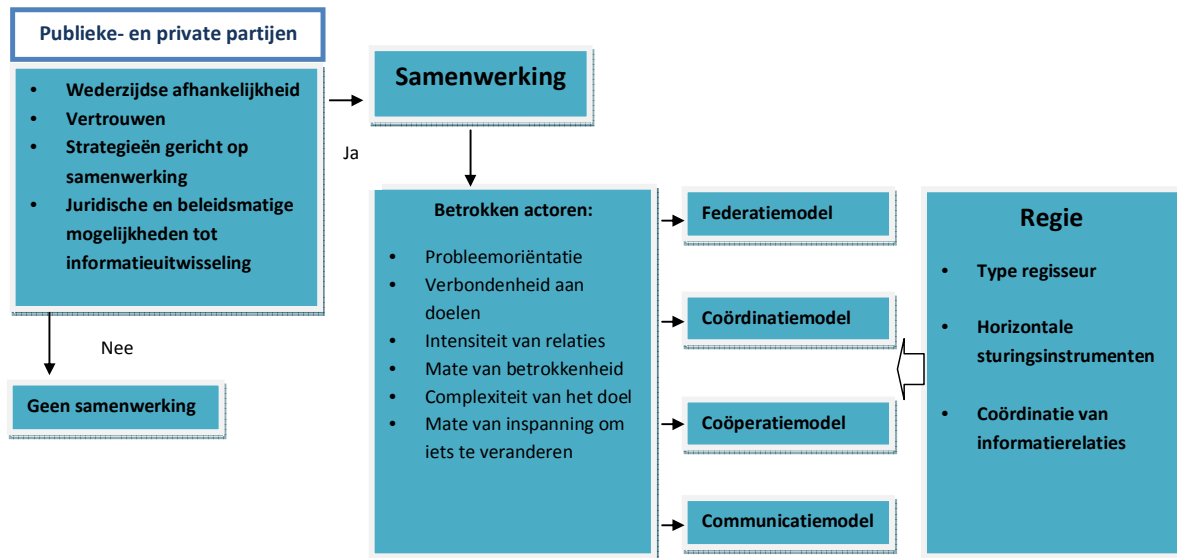 Publieke- en private partijen
• Wederzijdse afhankelijkheid
• Vertrouwen
• Strategieën gericht op
samenwerking
• Juridische en beleidsmatige
mogelijkheden tot
informatieuitwisseling
Ja
Samenwerking
Nee
Geen samenwerking
Betrokken actoren:
• Probleemoriëntatie
• Verbondenheid aan
doelen
• Intensiteit van relaties
• Mate van betrokkenheid
• Complexiteit van het doel
• Mate van inspanning om
iets te veranderen
Federatiemodel
Coördinatiemodel
Coöperatiemodel
Communicatiemodel
Regie
• Type regisseur
• Horizontale
sturingsinstrumenten
• Coördinatie van
informatierelaties